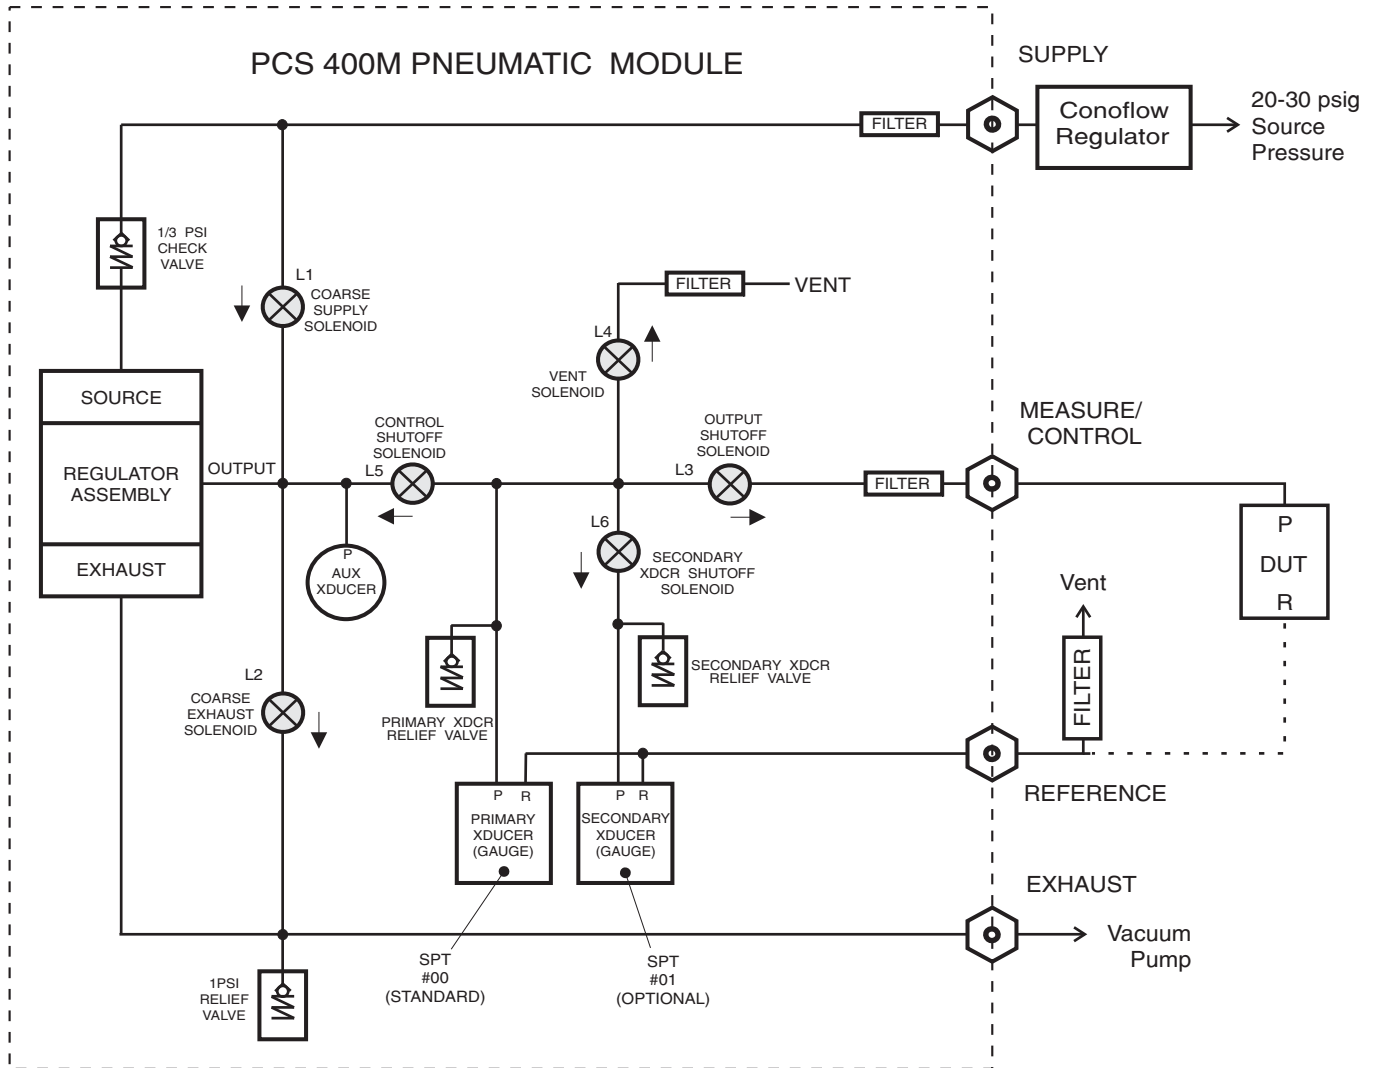 PCS 400M PNEUMATIC MODULE
SUPPLY
FILTER
Conoflow
Regulator
20-30 psig
Source
Pressure
1/3 PSI
CHECK
VALVE
L1
COARSE
SUPPLY
SOLENOID
FILTER
VENT
L4
VENT
SOLENOID
SOURCE
REGULATOR
ASSEMBLY
EXHAUST
OUTPUT
CONTROL
SHUTOFF
SOLENOID
L5
OUTPUT
SHUTOFF
SOLENOID
L3
FILTER
MEASURE/
CONTROL
P
DUT
R
P
AUX
XDUCER
L6
SECONDARY
XDCR SHUTOFF
SOLENOID
Vent
FILTER
L2
COARSE
EXHAUST
SOLENOID
PRIMARY XDCR
RELIEF VALVE
SECONDARY XDCR
RELIEF VALVE
REFERENCE
P R
PRIMARY
XDUCER
(GAUGE)
P R
SECONDARY
XDUCER
(GAUGE)
EXHAUST
Vacuum
Pump
SPT
#00
(STANDARD)
SPT
#01
(OPTIONAL)
1PSI
RELIEF
VALVE